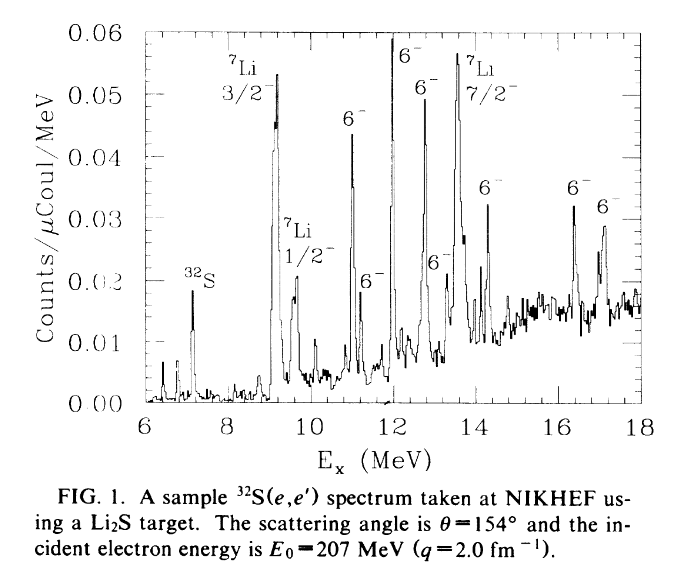 0.06
0.05
0.04
0.03
0.02
0.01
0.00
Counts/μCoul/MeV
⁷Li
3/2⁻
6⁻
6⁻
⁷Li
7/2⁻
6⁻
6⁻
6⁻
6⁻
⁷Li
1/2⁻
³²S
6⁻
6⁻
6 8 10 12 14 16 18
Eₓ (MeV)
FIG. 1. A sample ³²S(e,e′) spectrum taken at NIKHEF us-
ing a Li₂S target. The scattering angle is θ=154° and the in-
cident electron energy is E₀=207 MeV (q=2.0 fm⁻¹).